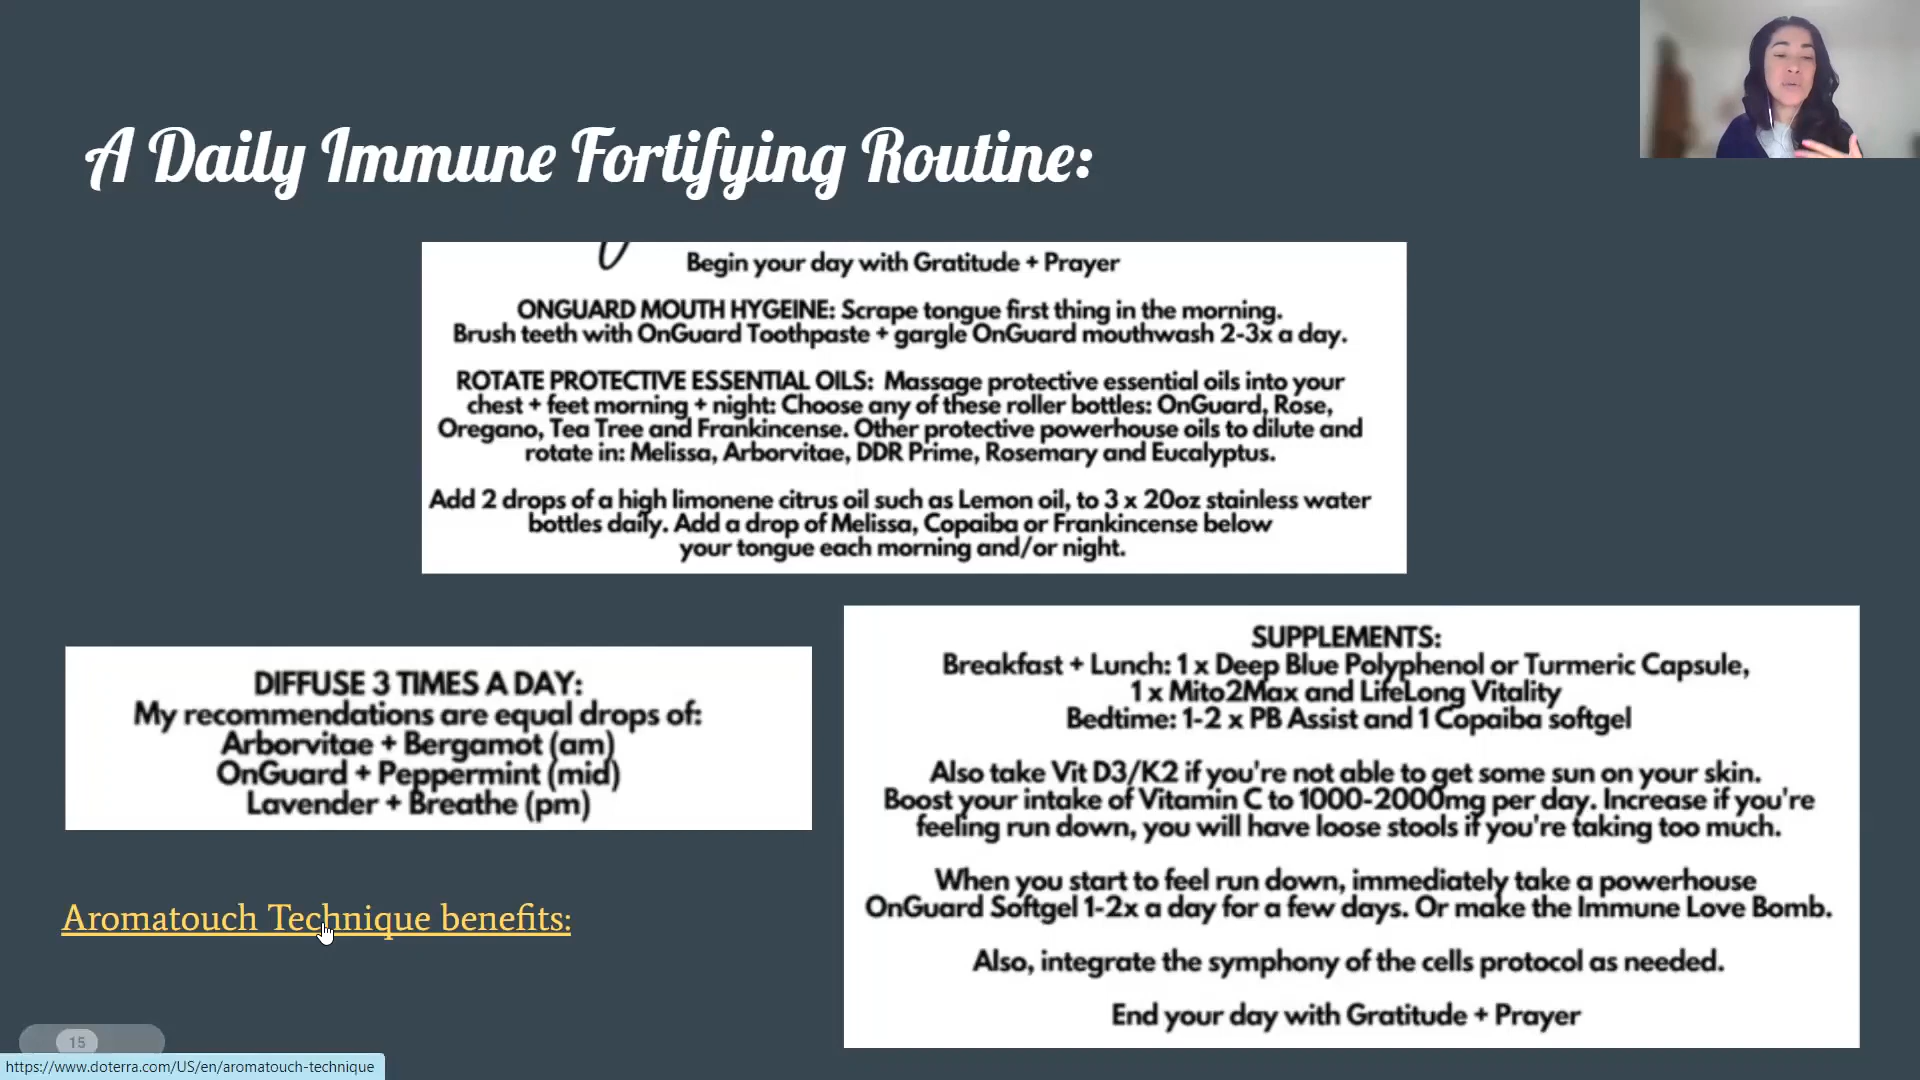 A Daily Immune Fortifying Routine:
Begin your day with Gratitude + Prayer
ONGUARD MOUTH HYGEINE: Scrape tongue first thing in the morning.
Brush teeth with OnGuard Toothpaste + gargle OnGuard mouthwash 2-3x a day.
ROTATE PROTECTIVE ESSENTIAL OILS: Massage protective essential oils into your
chest + feet morning + night: Choose any of these roller bottles: OnGuard, Rose,
Oregano, Tea Tree and Frankincense. Other protective powerhouse oils to dilute and
rotate in: Melissa, Arborvitae, DDR Prime, Rosemary and Eucalyptus.
Add 2 drops of a high limonene citrus oil such as Lemon oil, to 3 x 20oz stainless water
bottles daily. Add a drop of Melissa, Copaiba or Frankincense below
your tongue each morning and/or night.
DIFFUSE 3 TIMES A DAY:
My recommendations are equal drops of:
Arborvitae + Bergamot (am)
OnGuard + Peppermint (mid)
Lavender + Breathe (pm)
SUPPLEMENTS:
Breakfast + Lunch: 1 x Deep Blue Polyphenol or Turmeric Capsule,
1 x Mito2Max and LifeLong Vitality
Bedtime: 1-2 x PB Assist and 1 Copaiba softgel
Also take Vit D3/K2 if you're not able to get some sun on your skin.
Boost your intake of Vitamin C to 1000-2000mg per day. Increase if you're
feeling run down, you will have loose stools if you're taking too much.
When you start to feel run down, immediately take a powerhouse
OnGuard Softgel 1-2x a day for a few days. Or make the Immune Love Bomb.
Also, integrate the symphony of the cells protocol as needed.
End your day with Gratitude + Prayer
Aromatouch Technique benefits:
15
https://www.doterra.com/US/en/aromatouch-technique